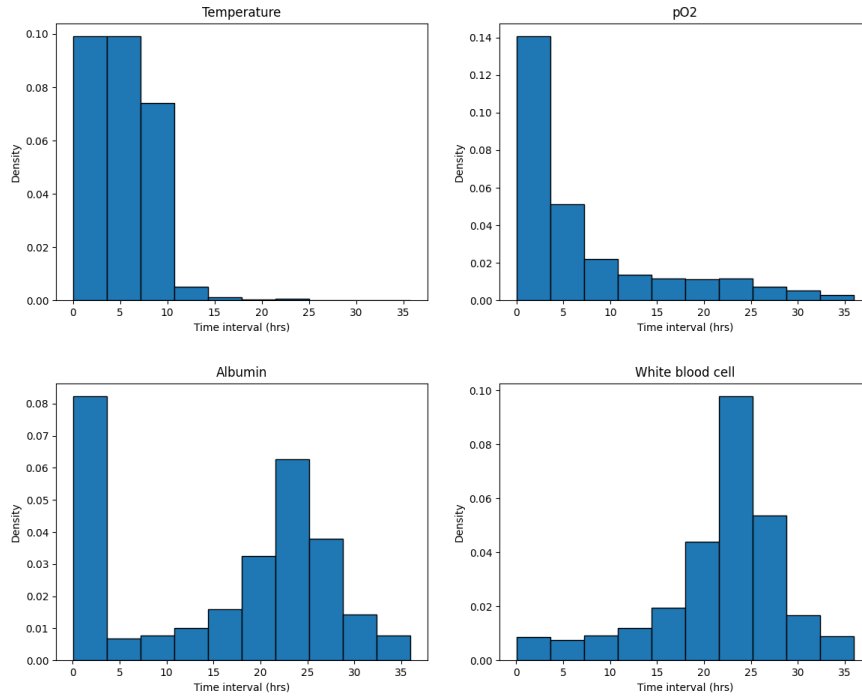 Temperature
0.10
0.08
0.06
0.04
0.02
0.00
Density
0 5 10 15 20 25 30 35
Time interval (hrs)
pO2
0.14
0.12
0.10
0.08
0.06
0.04
0.02
0.00
Density
0 5 10 15 20 25 30 35
Time interval (hrs)
Albumin
0.08
0.07
0.06
0.05
0.04
0.03
0.02
0.01
0.00
Density
0 5 10 15 20 25 30 35
Time interval (hrs)
White blood cell
0.10
0.08
0.06
0.04
0.02
0.00
Density
0 5 10 15 20 25 30 35
Time interval (hrs)